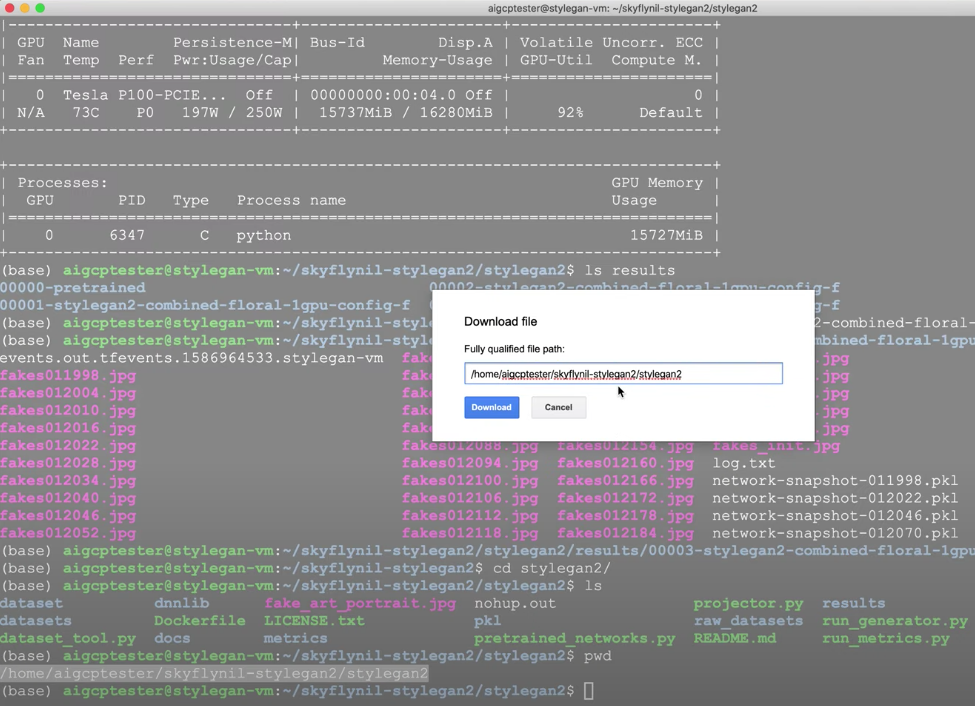 aigcptester@stylegan-vm: ~/skyflynil-stylegan2/stylegan2
|-------------------------------+----------------------+----------------------+
| GPU  Name        Persistence-M| Bus-Id        Disp.A | Volatile Uncorr. ECC |
| Fan  Temp  Perf  Pwr:Usage/Cap|         Memory-Usage | GPU-Util  Compute M. |
|===============================+======================+======================|
|   0  Tesla P100-PCIE...  Off  | 00000000:00:04.0 Off |                    0 |
| N/A   73C    P0   197W / 250W |  15737MiB / 16280MiB |     92%      Default |
+-------------------------------+----------------------+----------------------+
+-----------------------------------------------------------------------------+
| Processes:                                                       GPU Memory |
|  GPU       PID   Type   Process name                             Usage      |
|=============================================================================|
|    0      6347      C   python                                     15727MiB |
+-----------------------------------------------------------------------------+
(base) aigcptester@stylegan-vm:~/skyflynil-stylegan2/stylegan2$ ls results
00000-pretrained 00002-stylegan2-combined-floral-1gpu-config-f
00001-stylegan2-combined-floral-1gpu-config-f g-f
(base) aigcptester@stylegan-vm:~/skyflynil-style 2-combined-floral-
(base) aigcptester@stylegan-vm:~/skyflynil-style mbined-floral-1gpu
events.out.tfevents.1586964533.stylegan-vm fak .jpg
fakes011998.jpg fak .jpg
fakes012004.jpg fak .jpg
fakes012010.jpg fak .jpg
fakes012016.jpg fak .jpg
fakes012022.jpg fakes012088.jpg fakes012154.jpg fakes_init.jpg
fakes012028.jpg fakes012094.jpg fakes012160.jpg log.txt
fakes012034.jpg fakes012100.jpg fakes012166.jpg network-snapshot-011998.pkl
fakes012040.jpg fakes012106.jpg fakes012172.jpg network-snapshot-012022.pkl
fakes012046.jpg fakes012112.jpg fakes012178.jpg network-snapshot-012046.pkl
fakes012052.jpg fakes012118.jpg fakes012184.jpg network-snapshot-012070.pkl
(base) aigcptester@stylegan-vm:~/skyflynil-stylegan2/stylegan2/results/00003-stylegan2-combined-floral-1gpu
(base) aigcptester@stylegan-vm:~/skyflynil-stylegan2$ cd stylegan2/
(base) aigcptester@stylegan-vm:~/skyflynil-stylegan2/stylegan2$ ls
dataset dnnlib fake_art_portrait.jpg nohup.out projector.py results
datasets Dockerfile LICENSE.txt pkl raw_datasets run_generator.py
dataset_tool.py docs metrics pretrained_networks.py README.md run_metrics.py
(base) aigcptester@stylegan-vm:~/skyflynil-stylegan2/stylegan2$ pwd
/home/aigcptester/skyflynil-stylegan2/stylegan2
(base) aigcptester@stylegan-vm:~/skyflynil-stylegan2/stylegan2$
Download file
Fully qualified file path:
/home/aigcptester/skyflynil-stylegan2/stylegan2
Download Cancel